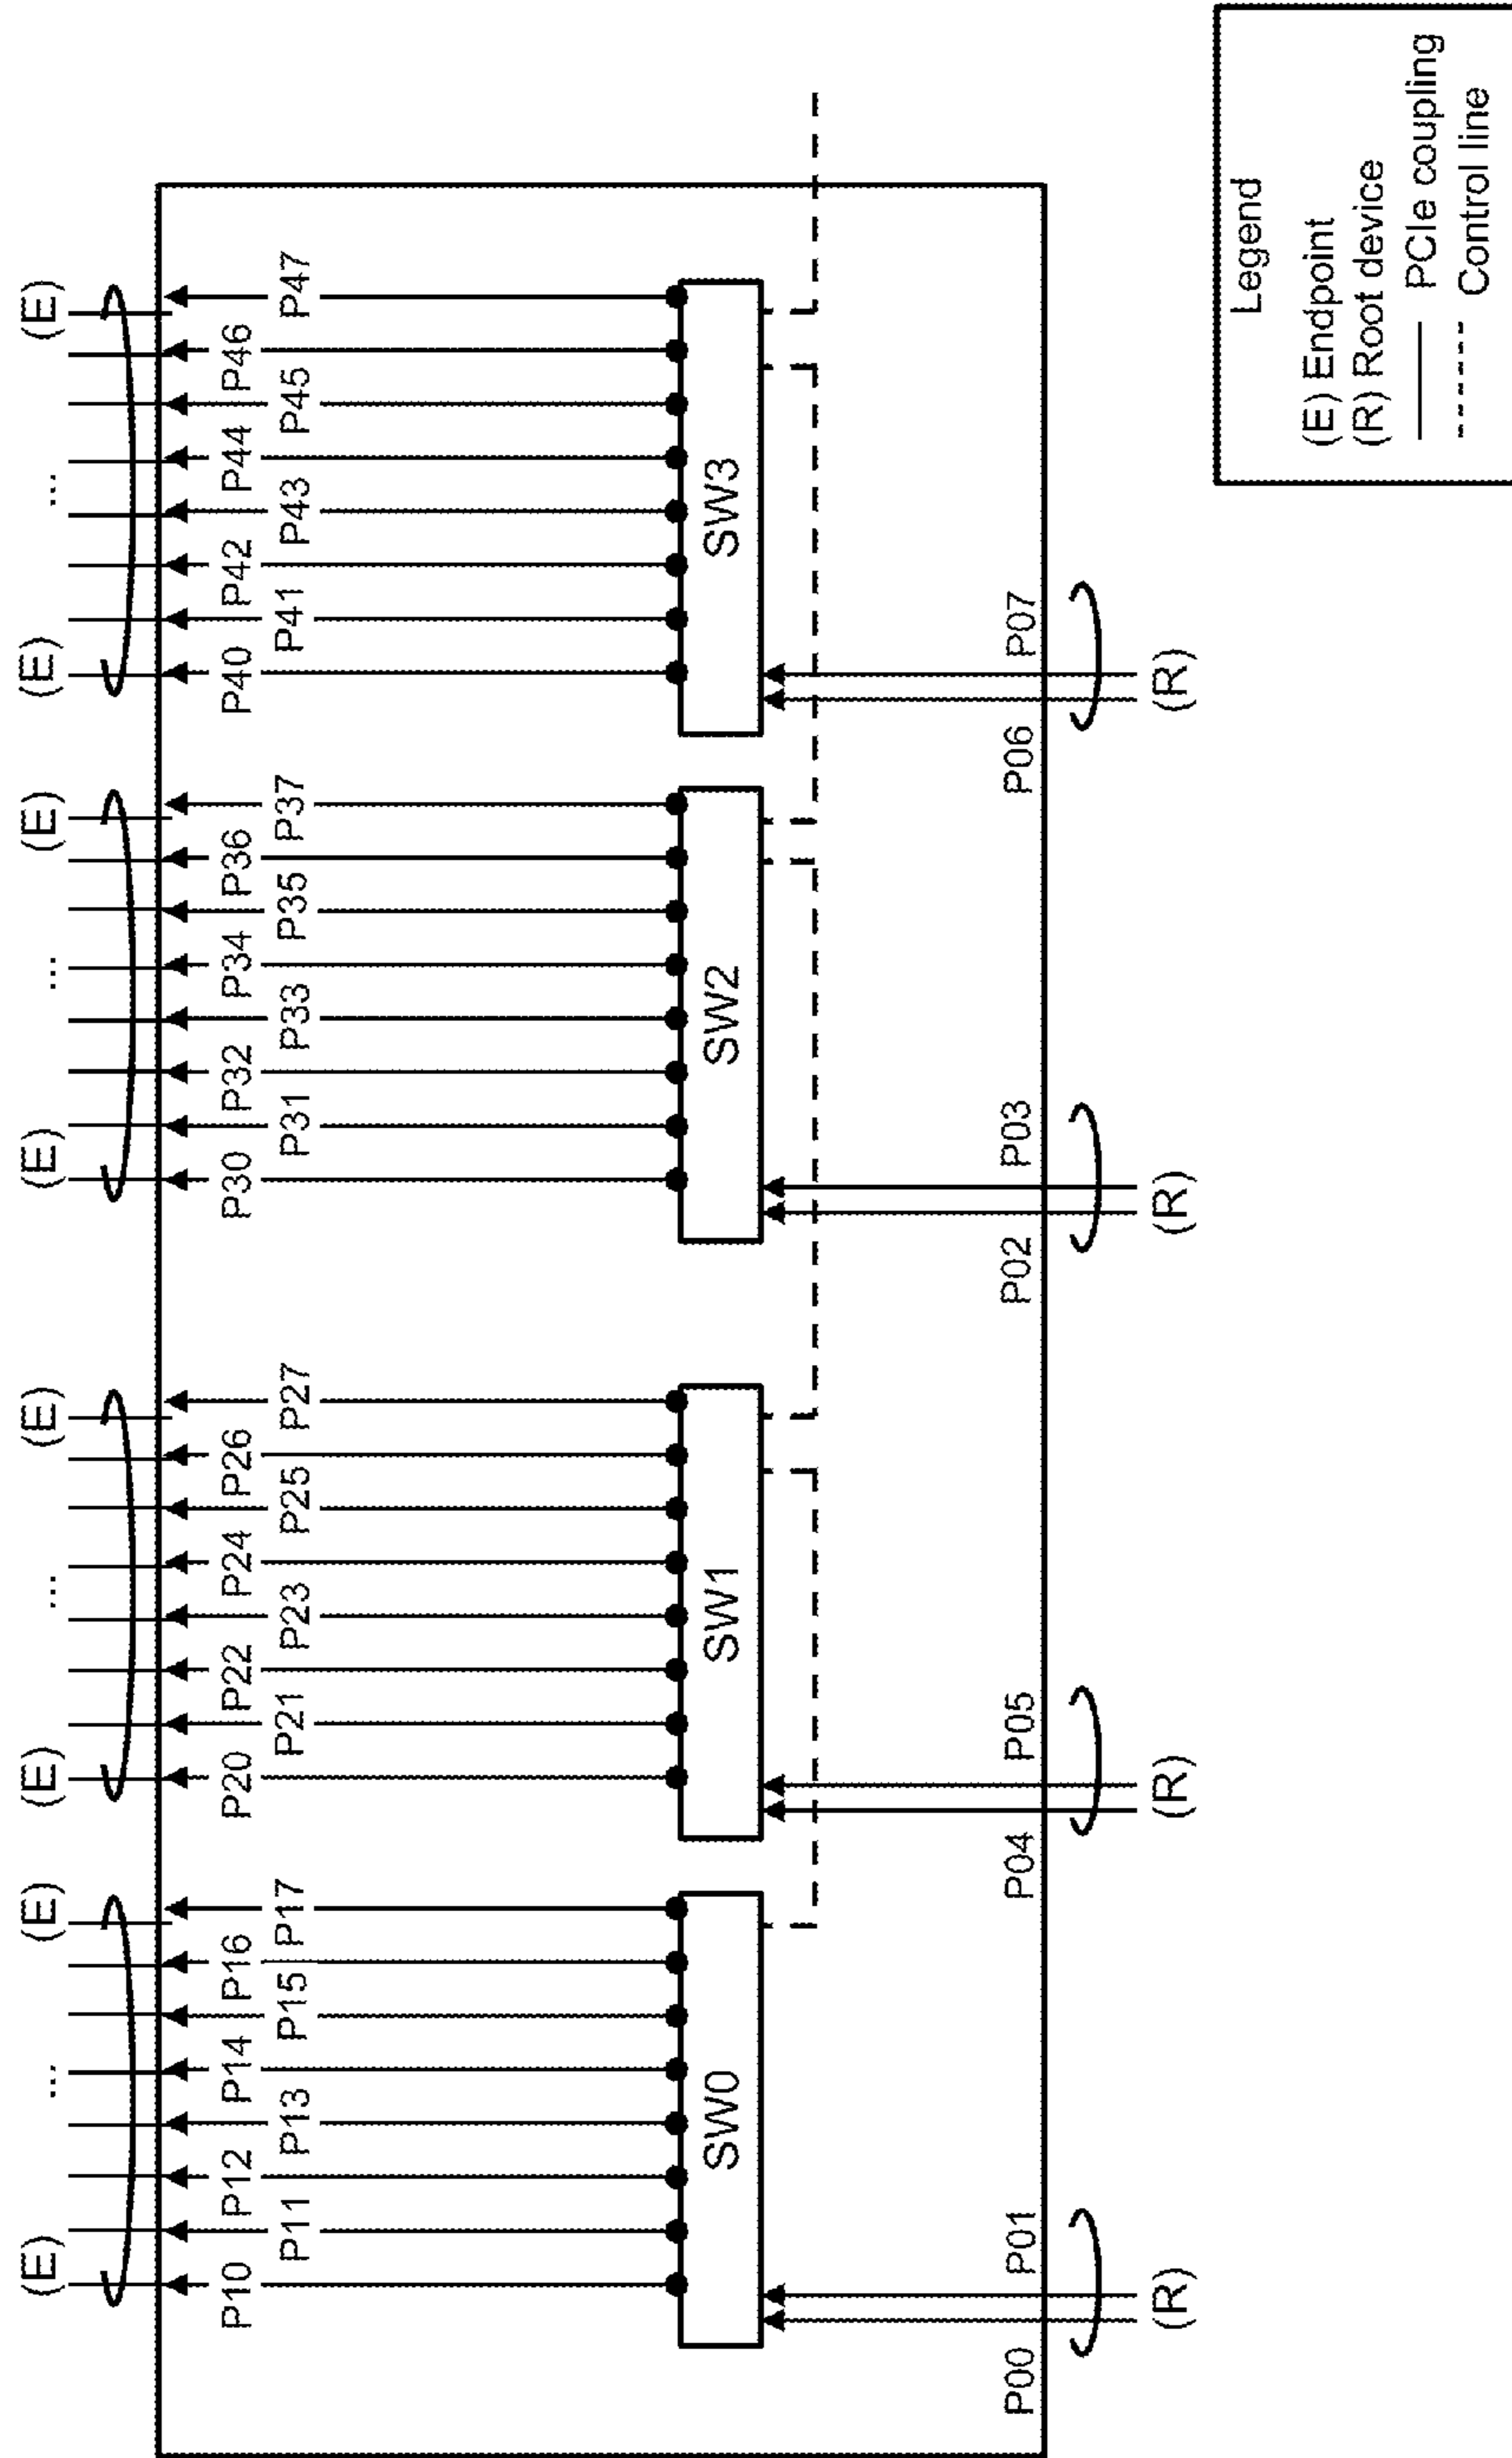 (E) ... (E) (E) ... (E) (E) ... (E) (E) ... (E)
P10 P12 P14 P16 P20 P22 P24 P26 P30 P32 P34 P36 P40 P42 P44 P46
P11 P13 P15 P17 P21 P23 P25 P27 P31 P33 P35 P37 P41 P43 P45 P47
SW0 SW1 SW2 SW3
P00 P01 P04 P05 P02 P03 P06 P07
(R) (R) (R) (R)
Legend
(E) Endpoint
(R) Root device
PCIe coupling
Control line